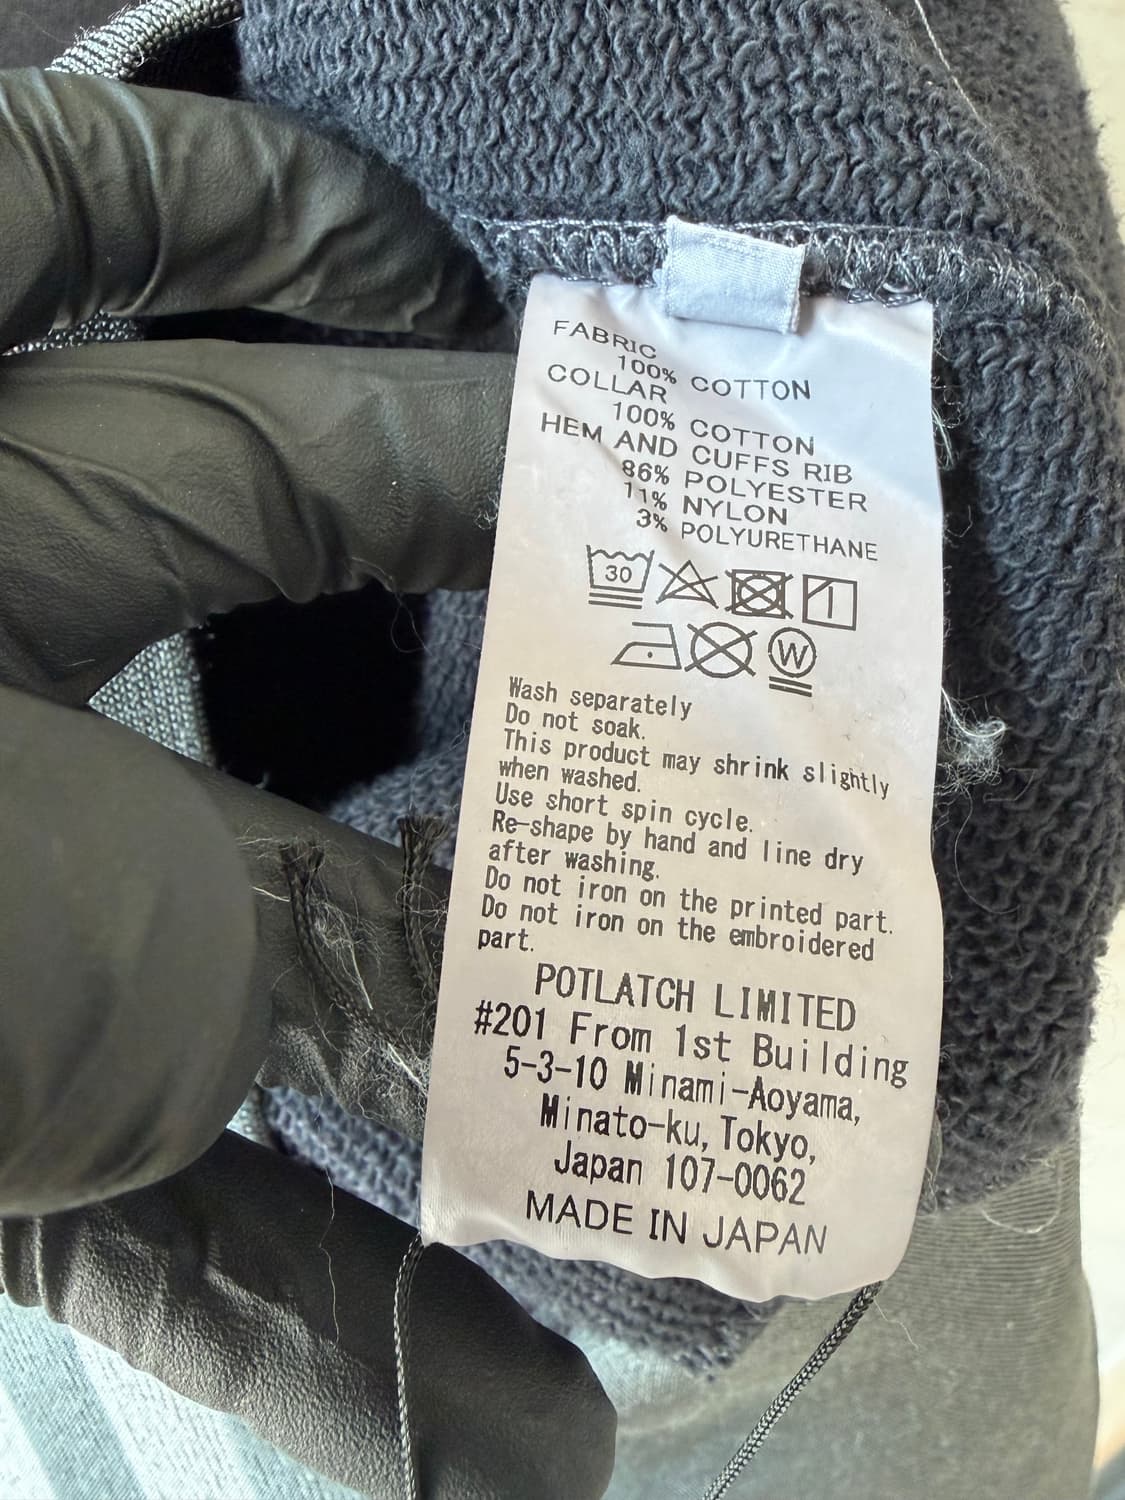 FABRIC
100% COTTON
COLLAR
100% COTTON
HEM AND CUFFS RIB
86% POLYESTER
11% NYLON
3% POLYURETHANE
30
W
Wash separately
Do not soak.
This product may shrink slightly
when washed.
Use short spin cycle.
Re-shape by hand and line dry
after washing.
Do not iron on the printed part.
Do not iron on the embroidered
part.
POTLATCH LIMITED
#201 From 1st Building
5-3-10 Minami-Aoyama,
Minato-ku, Tokyo,
Japan 107-0062
MADE IN JAPAN